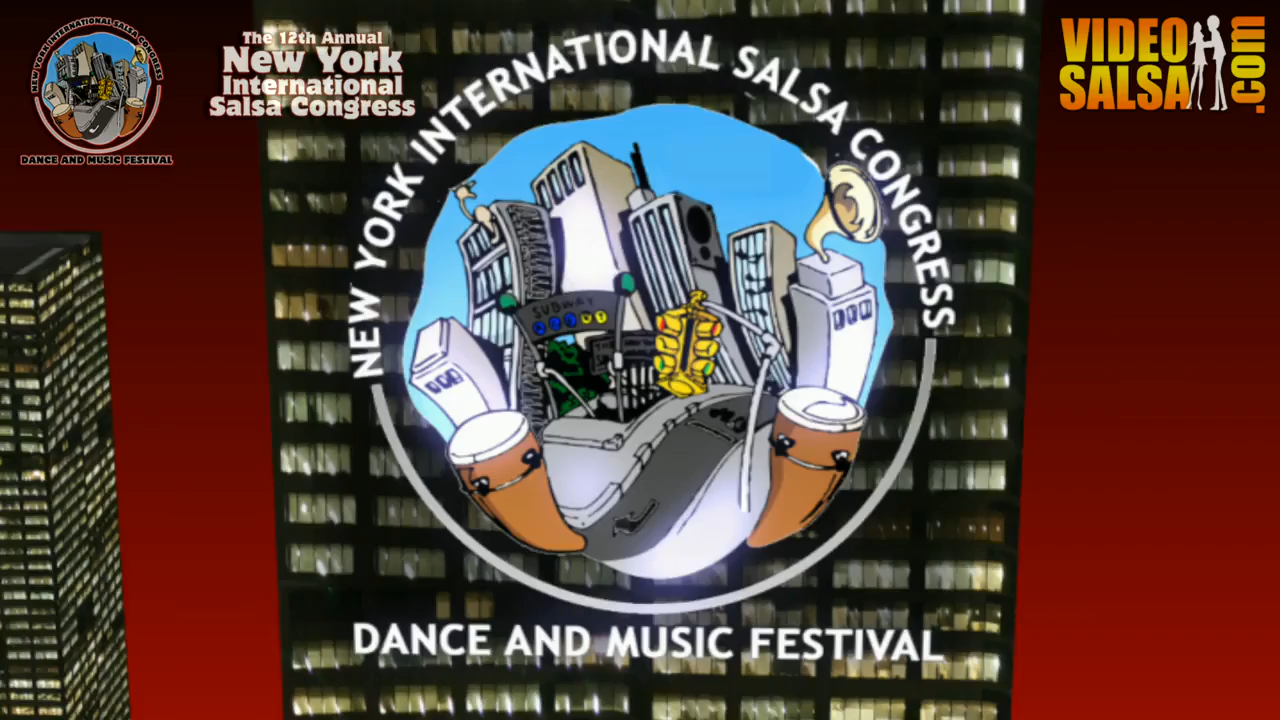 NEW YORK INTERNATIONAL SALSA CONGRESS
DANCE AND MUSIC FESTIVAL
The 12th Annual
New York
International
Salsa Congress
VIDEO
SALSA
.com
NEW YORK INTERNATIONAL SALSA CONGRESS
SUBWAY
DANCE AND MUSIC FESTIVAL